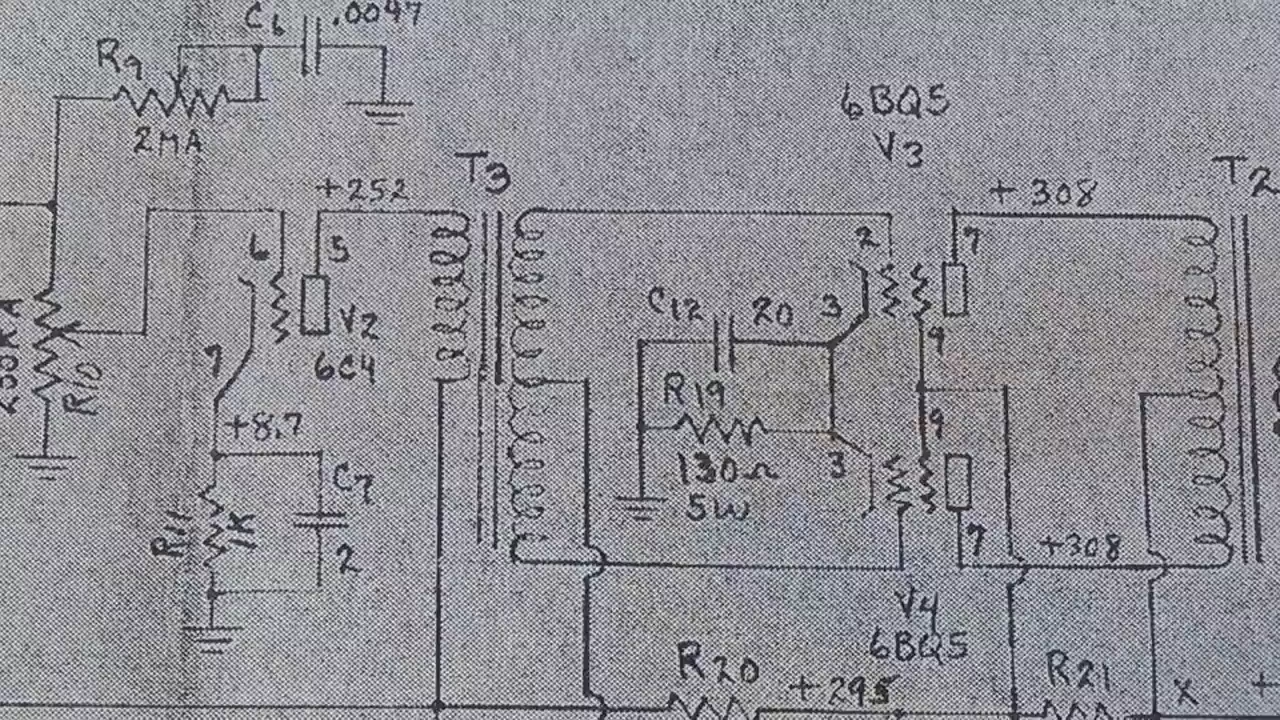 C6 .0047
R9
2MA
6BQ5
V3
T3
T2
+252
+308
6
5
2
7
C12
20
3
V2
6C4
R10
7
9
R19
+8.7
9
130Ω
5W
3
C7
R11
1K
2
7
+308
V4
6BQ5
R20
+295
R21
X
+